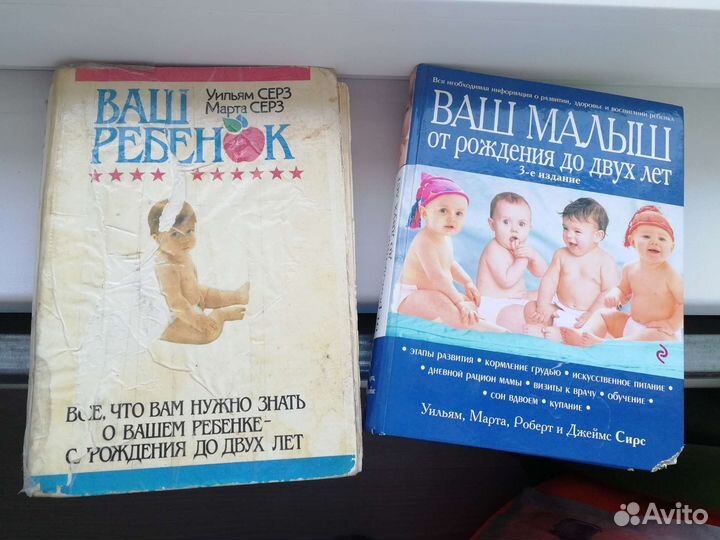 Уильям СЕРЗ
Марта СЕРЗ
ВАШ
РЕБЕНОК
ВСЕ, ЧТО ВАМ НУЖНО ЗНАТЬ
О ВАШЕМ РЕБЕНКЕ –
С РОЖДЕНИЯ ДО ДВУХ ЛЕТ
Вся необходимая информация о развитии, здоровье и воспитании ребенка
ВАШ МАЛЫШ
ОТ РОЖДЕНИЯ ДО ДВУХ ЛЕТ
3-е издание
• ЭТАПЫ РАЗВИТИЯ • КОРМЛЕНИЕ ГРУДЬЮ • ИСКУССТВЕННОЕ ПИТАНИЕ •
• ДНЕВНОЙ РАЦИОН МАМЫ • ВИЗИТЫ К ВРАЧУ • ОБУЧЕНИЕ •
• СОН ВДВОЕМ • КУПАНИЕ •
Уильям, Марта, Роберт и Джеймс Сирс
Avito